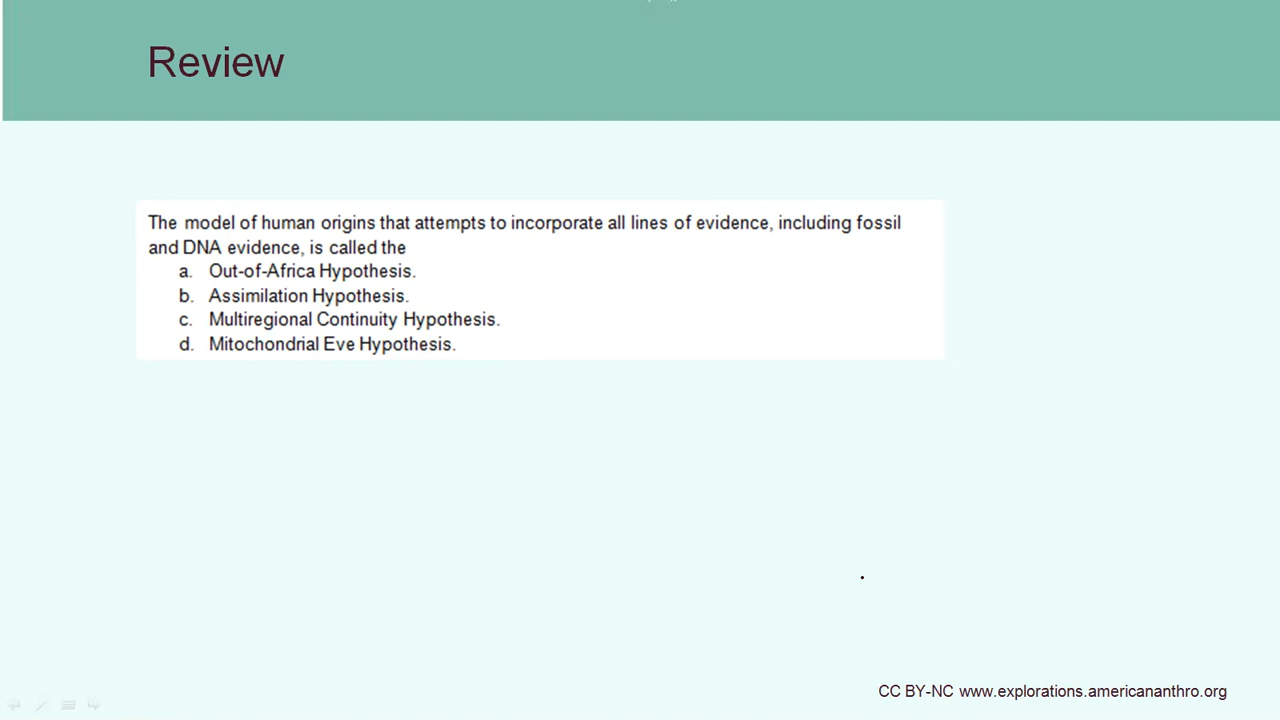 Review
The model of human origins that attempts to incorporate all lines of evidence, including fossil
and DNA evidence, is called the
a. Out-of-Africa Hypothesis.
b. Assimilation Hypothesis.
c. Multiregional Continuity Hypothesis.
d. Mitochondrial Eve Hypothesis.
CC BY-NC www.explorations.americananthro.org